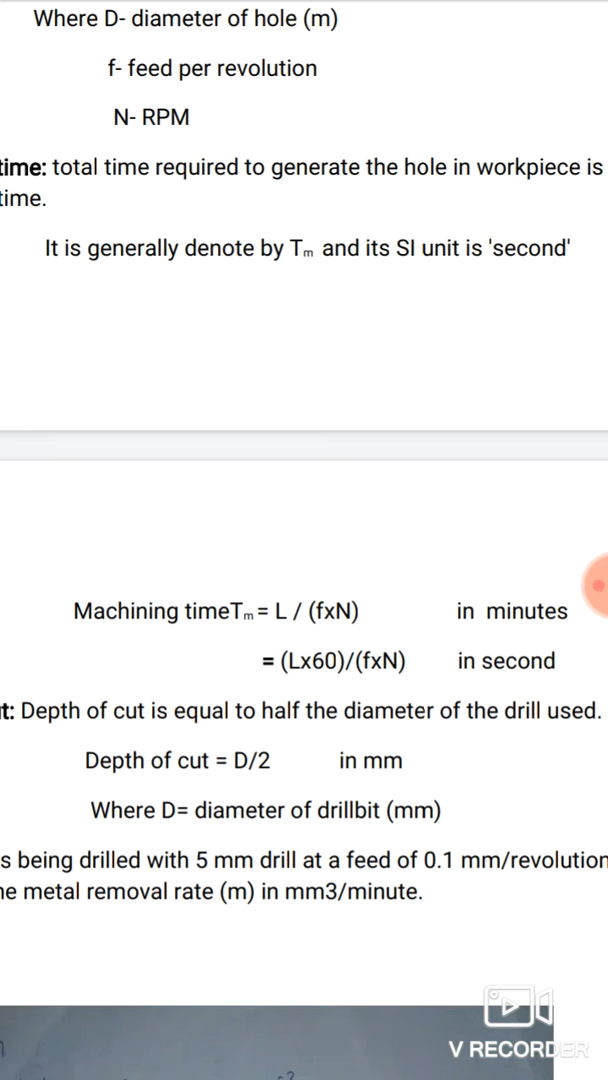 Where D- diameter of hole (m)
f- feed per revolution
N- RPM
time: total time required to generate the hole in workpiece is
time.
It is generally denote by Tₘ and its SI unit is 'second'
Machining timeTₘ= L / (fxN) in minutes
= (Lx60)/(fxN) in second
t: Depth of cut is equal to half the diameter of the drill used.
Depth of cut = D/2 in mm
Where D= diameter of drillbit (mm)
s being drilled with 5 mm drill at a feed of 0.1 mm/revolution
metal removal rate (m) in mm3/minute.
V RECORDER